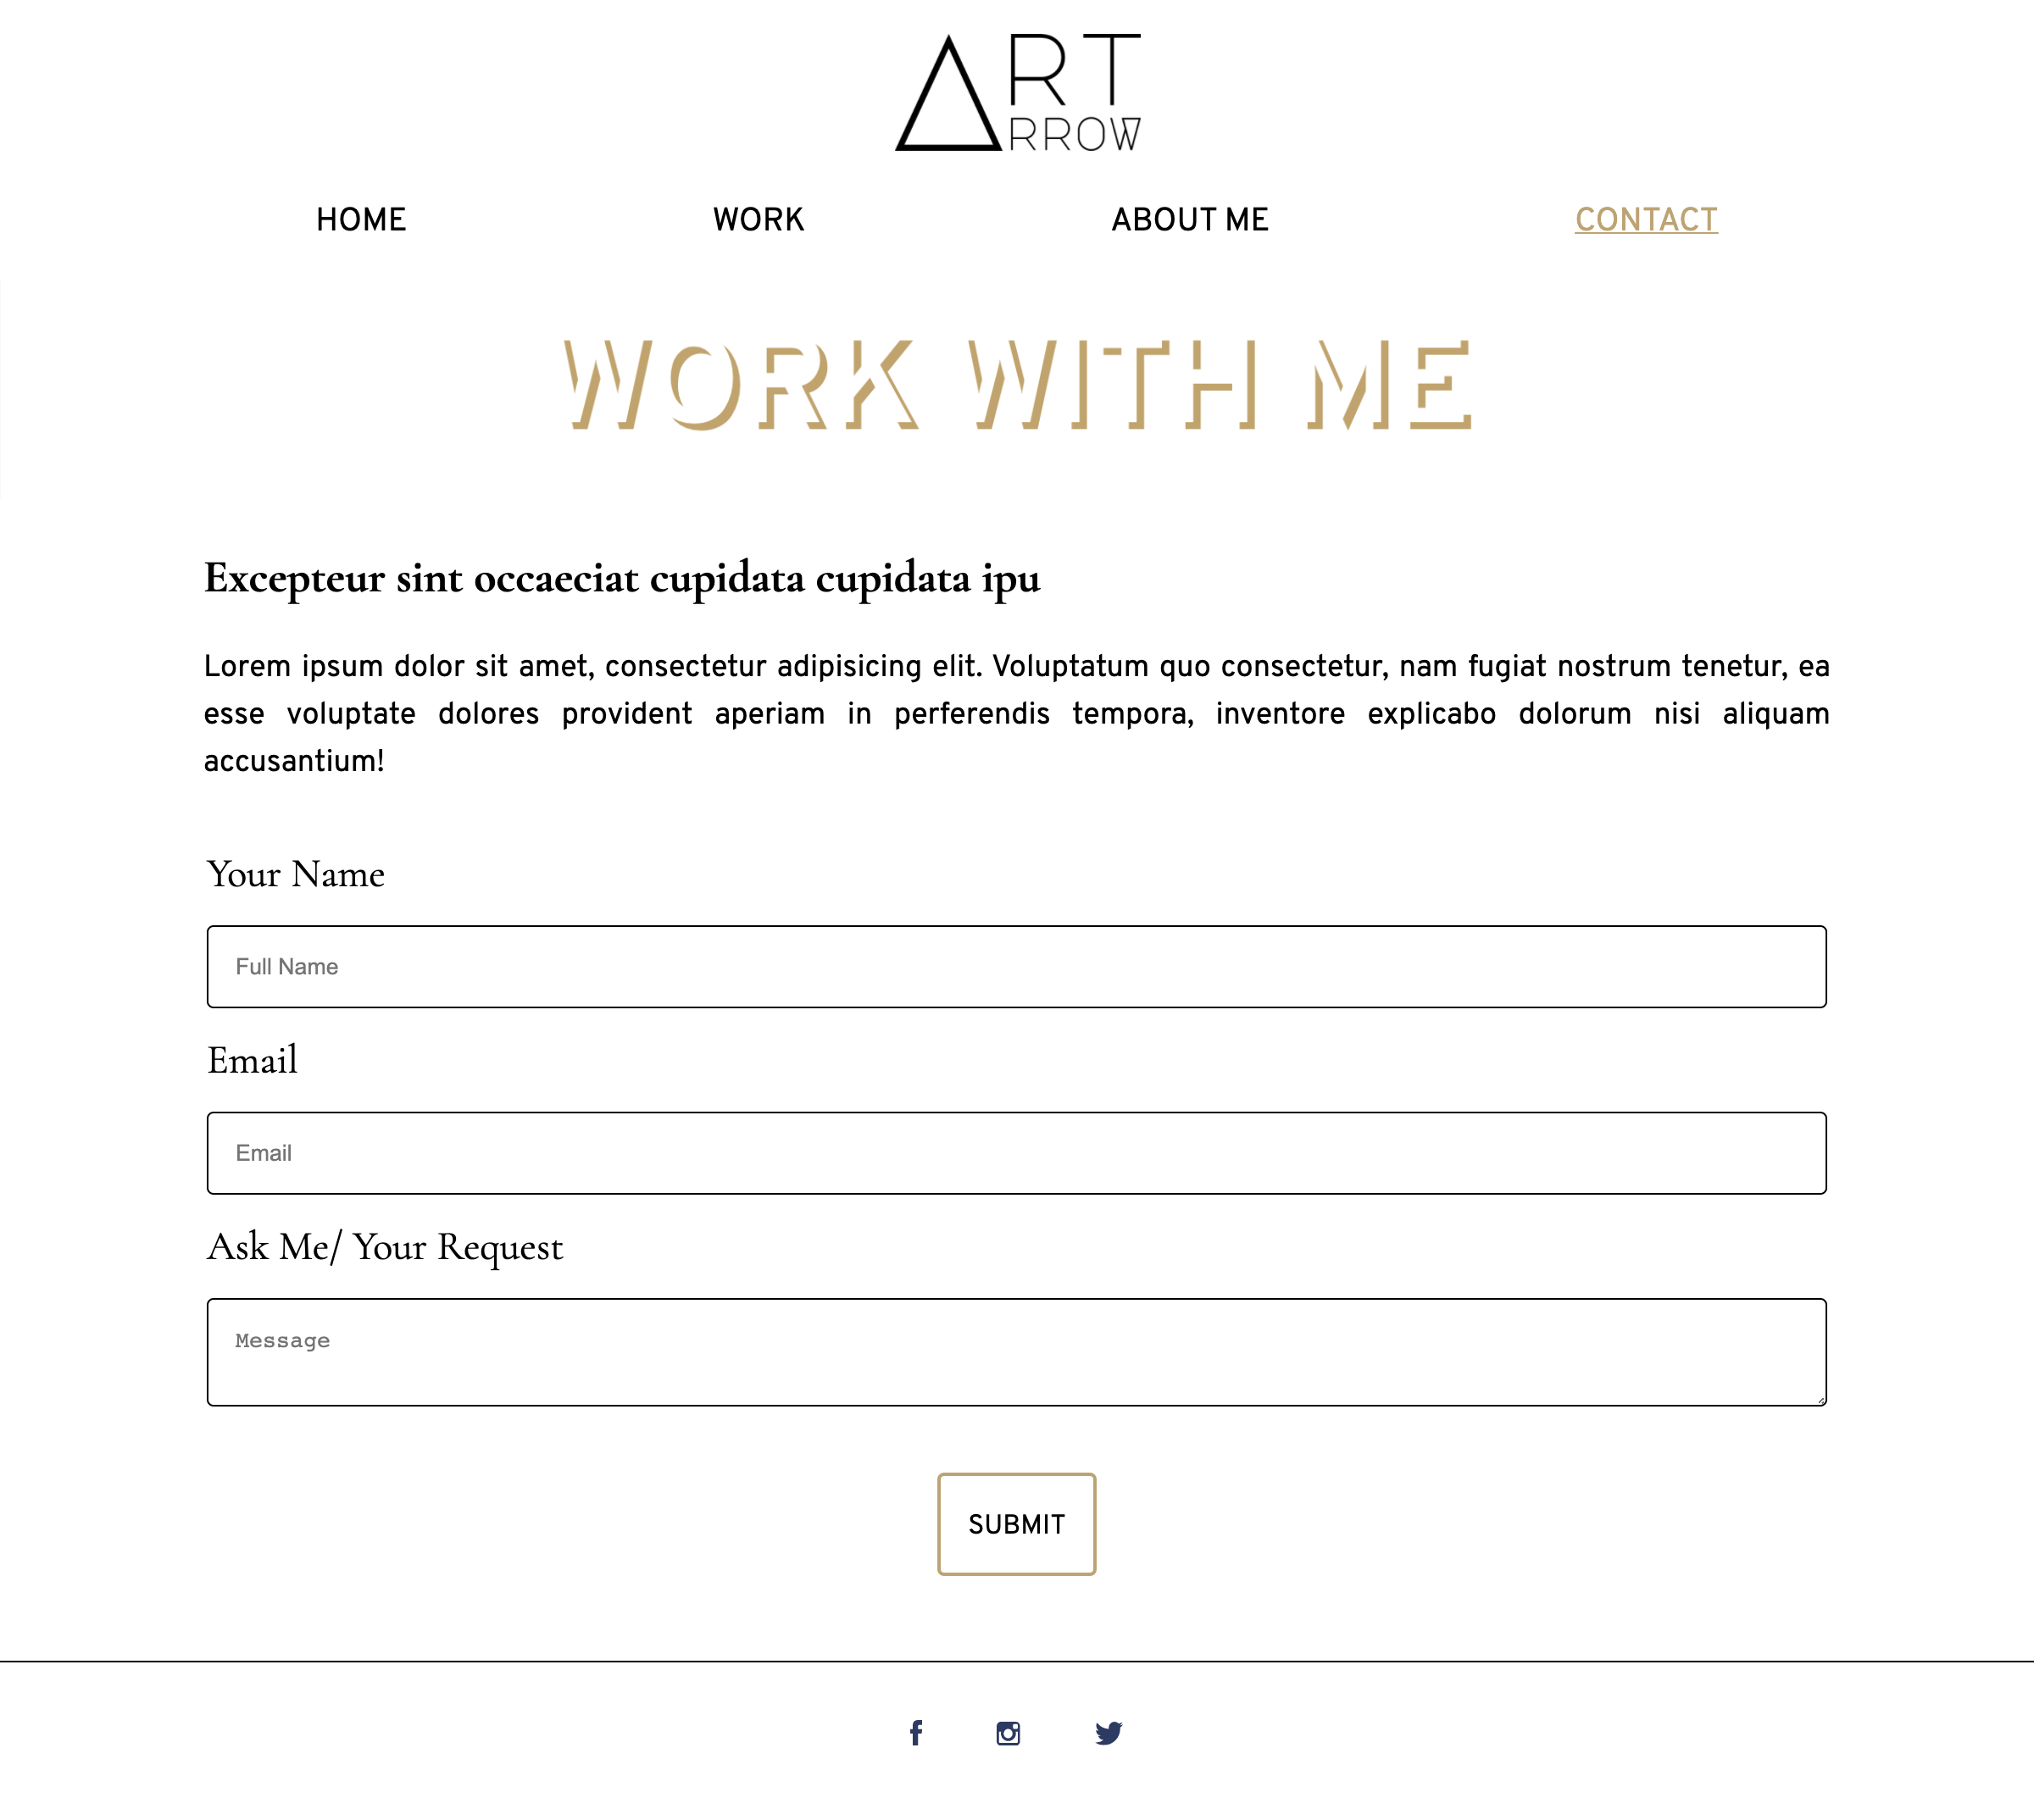 ART
RROW
HOME WORK ABOUT ME CONTACT
WORK WITH ME
Excepteur sint occaeciat cupidata cupidata ipu
Lorem ipsum dolor sit amet, consectetur adipisicing elit. Voluptatum quo consectetur, nam fugiat nostrum tenetur, ea
esse voluptate dolores provident aperiam in perferendis tempora, inventore explicabo dolorum nisi aliquam
accusantium!
Your Name
Full Name
Email
Email
Ask Me/ Your Request
Message
SUBMIT